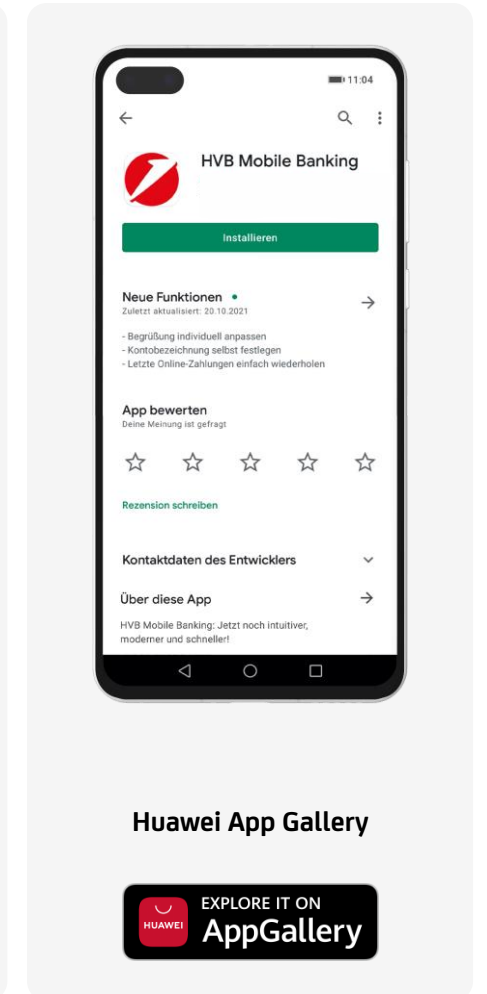 11:04
HVB Mobile Banking
Installieren
Neue Funktionen
Zuletzt aktualisiert: 20.10.2021
- Begrüßung individuell anpassen
- Kontobezeichnung selbst festlegen
- Letzte Online-Zahlungen einfach wiederholen
App bewerten
Deine Meinung ist gefragt
Rezension schreiben
Kontaktdaten des Entwicklers
Über diese App
HVB Mobile Banking: Jetzt noch intuitiver,
moderner und schneller!
Huawei App Gallery
EXPLORE IT ON
HUAWEI
AppGallery